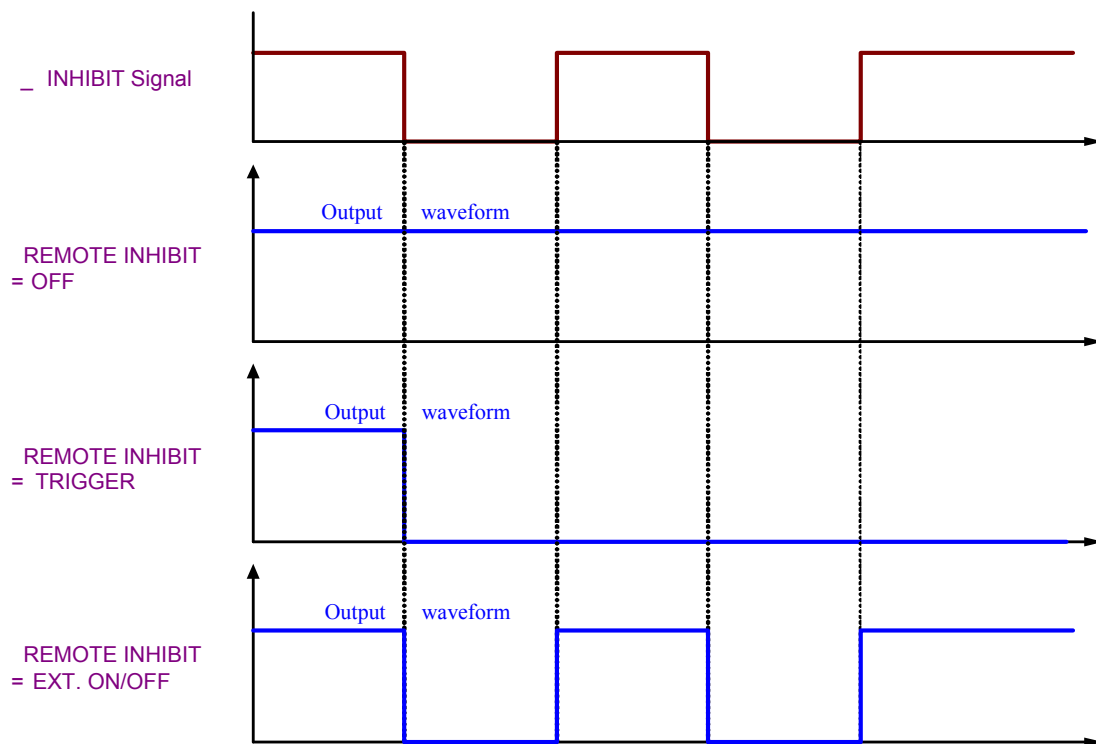 _ INHIBIT Signal
Output waveform
REMOTE INHIBIT
= OFF
Output waveform
REMOTE INHIBIT
= TRIGGER
Output waveform
REMOTE INHIBIT
= EXT. ON/OFF